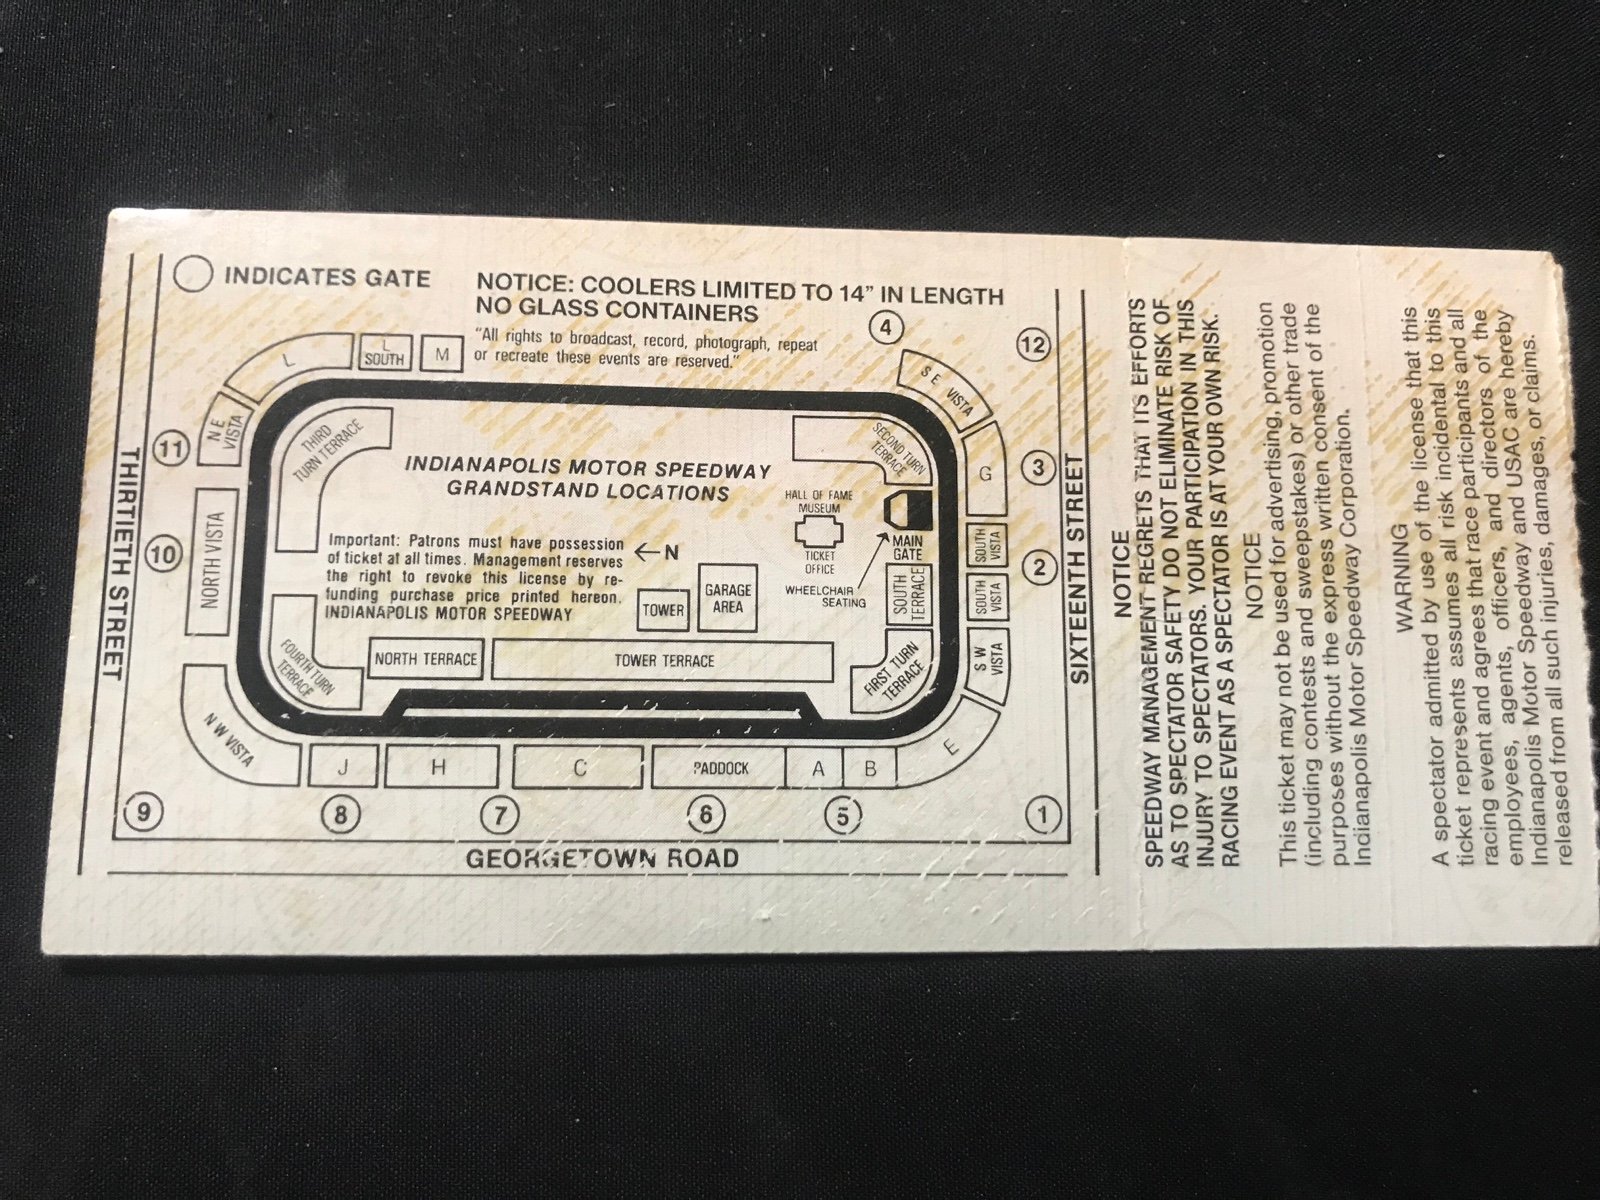 INDICATES GATE
NOTICE: COOLERS LIMITED TO 14" IN LENGTH
NO GLASS CONTAINERS
"All rights to broadcast, record, photograph, repeat
or recreate these events are reserved."
4
12
L
L
SOUTH
M
S E VISTA
N E
VISTA
11
THIRD
TURN TERRACE
SECOND TURN
TERRACE
G
3
INDIANAPOLIS MOTOR SPEEDWAY
GRANDSTAND LOCATIONS
HALL OF FAME
MUSEUM
TICKET
OFFICE
MAIN
GATE
WHEELCHAIR
SEATING
SOUTH
VISTA
2
SOUTH
VISTA
THIRTIETH STREET
10
NORTH VISTA
Important: Patrons must have possession
of ticket at all times. Management reserves
the right to revoke this license by re-
funding purchase price printed hereon.
INDIANAPOLIS MOTOR SPEEDWAY
N
TOWER
GARAGE
AREA
SOUTH
TERRACE
SIXTEENTH STREET
FOURTH TURN
TERRACE
NORTH TERRACE
TOWER TERRACE
FIRST TURN
TERRACE
S W
VISTA
N W VISTA
J
H
C
PADDOCK
A
B
E
9
8
7
6
5
1
GEORGETOWN ROAD
NOTICE
SPEEDWAY MANAGEMENT REGRETS THAT ITS EFFORTS
AS TO SPECTATOR SAFETY DO NOT ELIMINATE RISK OF
INJURY TO SPECTATORS. YOUR PARTICIPATION IN THIS
RACING EVENT AS A SPECTATOR IS AT YOUR OWN RISK.
NOTICE
This ticket may not be used for advertising, promotion
(including contests and sweepstakes) or other trade
purposes without the express written consent of the
Indianapolis Motor Speedway Corporation.
WARNING
A spectator admitted by use of the license that this
ticket represents assumes all risk incidental to this
racing event and agrees that race participants and all
employees, agents, officers, and directors of the
Indianapolis Motor Speedway and USAC are hereby
released from all such injuries, damages, or claims.